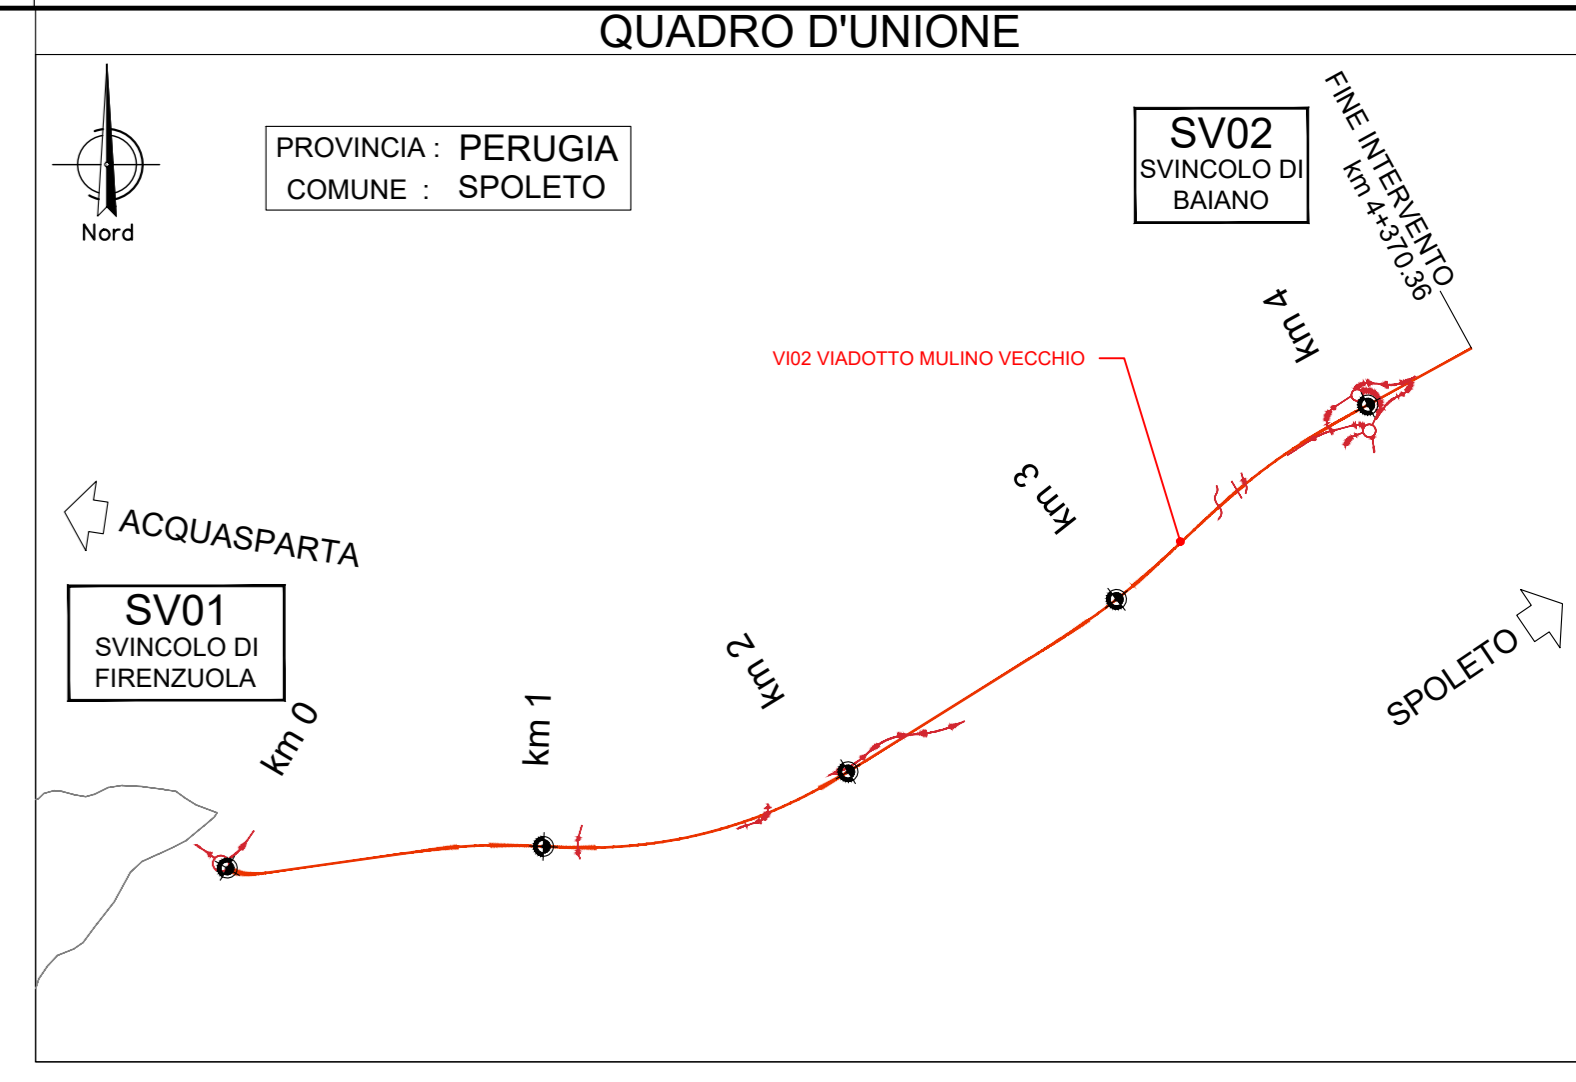 QUADRO D'UNIONE
Nord
PROVINCIA : PERUGIA
COMUNE : SPOLETO
SV02
SVINCOLO DI
BAIANO
FINE INTERVENTO
km 4+370.36
km 4
VI02 VIADOTTO MULINO VECCHIO
km 3
ACQUASPARTA
SV01
SVINCOLO DI
FIRENZUOLA
km 2
SPOLETO
km 1
km 0